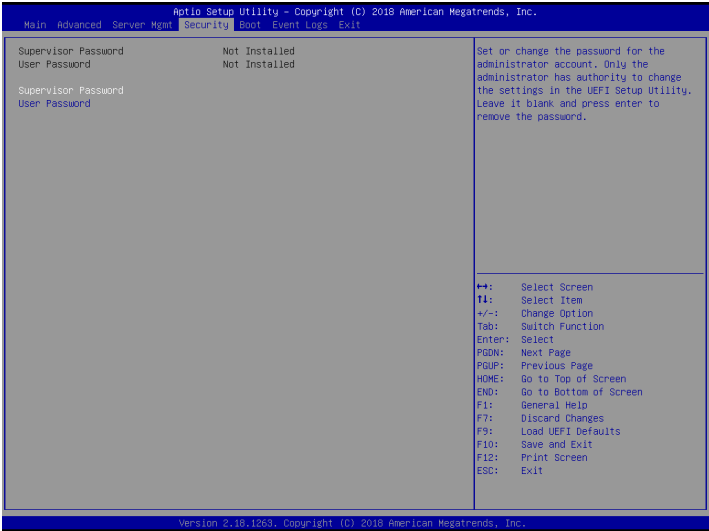 Aptio Setup Utility – Copyright (C) 2018 American Megatrends, Inc.
Main Advanced Server Mgmt Security Boot Event Logs Exit
Supervisor Password Not Installed
User Password Not Installed
Supervisor Password
User Password
Set or change the password for the
administrator account. Only the
administrator has authority to change
the settings in the UEFI Setup Utility.
Leave it blank and press enter to
remove the password.
←→: Select Screen
↑↓: Select Item
+/-: Change Option
Tab: Switch Function
Enter: Select
PGDN: Next Page
PGUP: Previous Page
HOME: Go to Top of Screen
END: Go to Bottom of Screen
F1: General Help
F7: Discard Changes
F9: Load UEFI Defaults
F10: Save and Exit
F12: Print Screen
ESC: Exit
Version 2.18.1263. Copyright (C) 2018 American Megatrends, Inc.